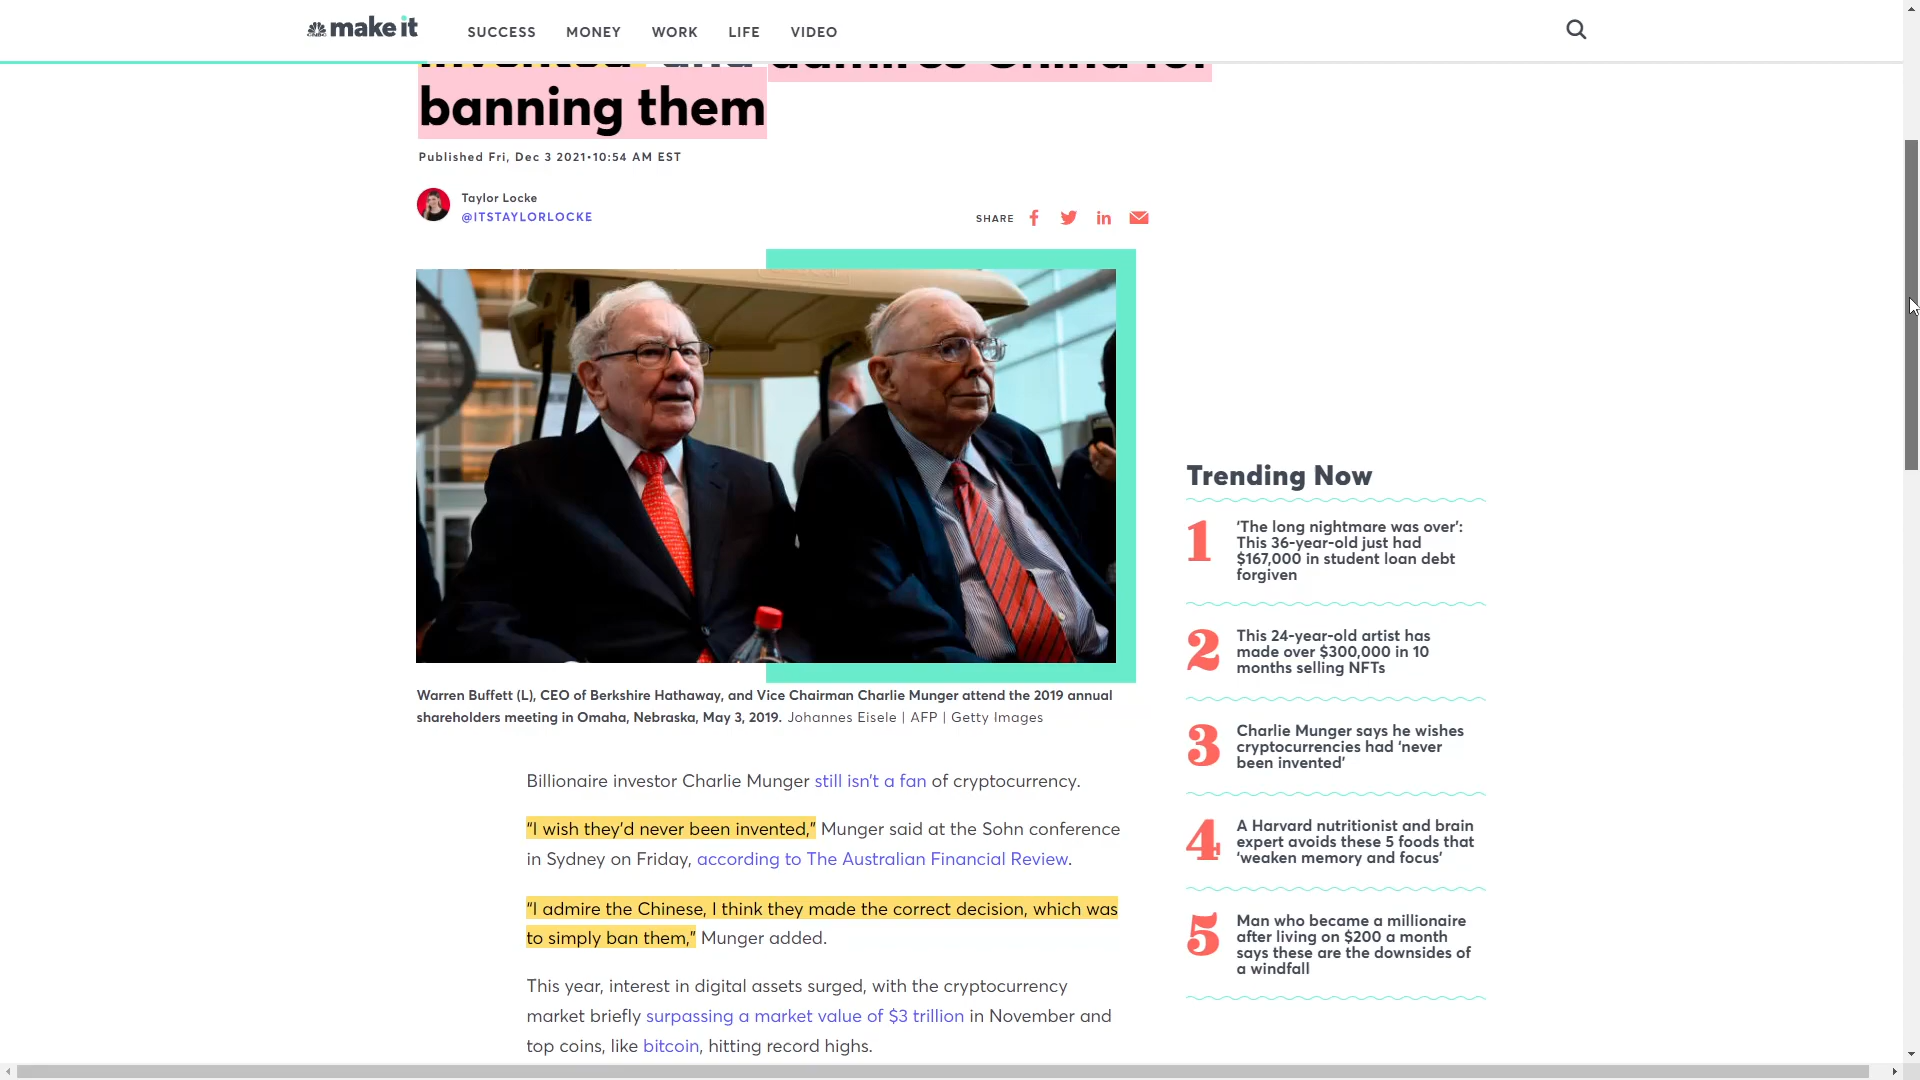 make it
SUCCESS MONEY WORK LIFE VIDEO
banning them
Published Fri, Dec 3 2021•10:54 AM EST
Taylor Locke
@ITSTAYLORLOCKE
SHARE
Warren Buffett (L), CEO of Berkshire Hathaway, and Vice Chairman Charlie Munger attend the 2019 annual
shareholders meeting in Omaha, Nebraska, May 3, 2019. Johannes Eisele | AFP | Getty Images
Billionaire investor Charlie Munger still isn’t a fan of cryptocurrency.
“I wish they’d never been invented,” Munger said at the Sohn conference
in Sydney on Friday, according to The Australian Financial Review.
“I admire the Chinese, I think they made the correct decision, which was
to simply ban them,” Munger added.
This year, interest in digital assets surged, with the cryptocurrency
market briefly surpassing a market value of $3 trillion in November and
top coins, like bitcoin, hitting record highs.
Trending Now
1
‘The long nightmare was over’:
This 36-year-old just had
$167,000 in student loan debt
forgiven
2
This 24-year-old artist has
made over $300,000 in 10
months selling NFTs
3
Charlie Munger says he wishes
cryptocurrencies had ‘never
been invented’
4
A Harvard nutritionist and brain
expert avoids these 5 foods that
‘weaken memory and focus’
5
Man who became a millionaire
after living on $200 a month
says these are the downsides of
a windfall